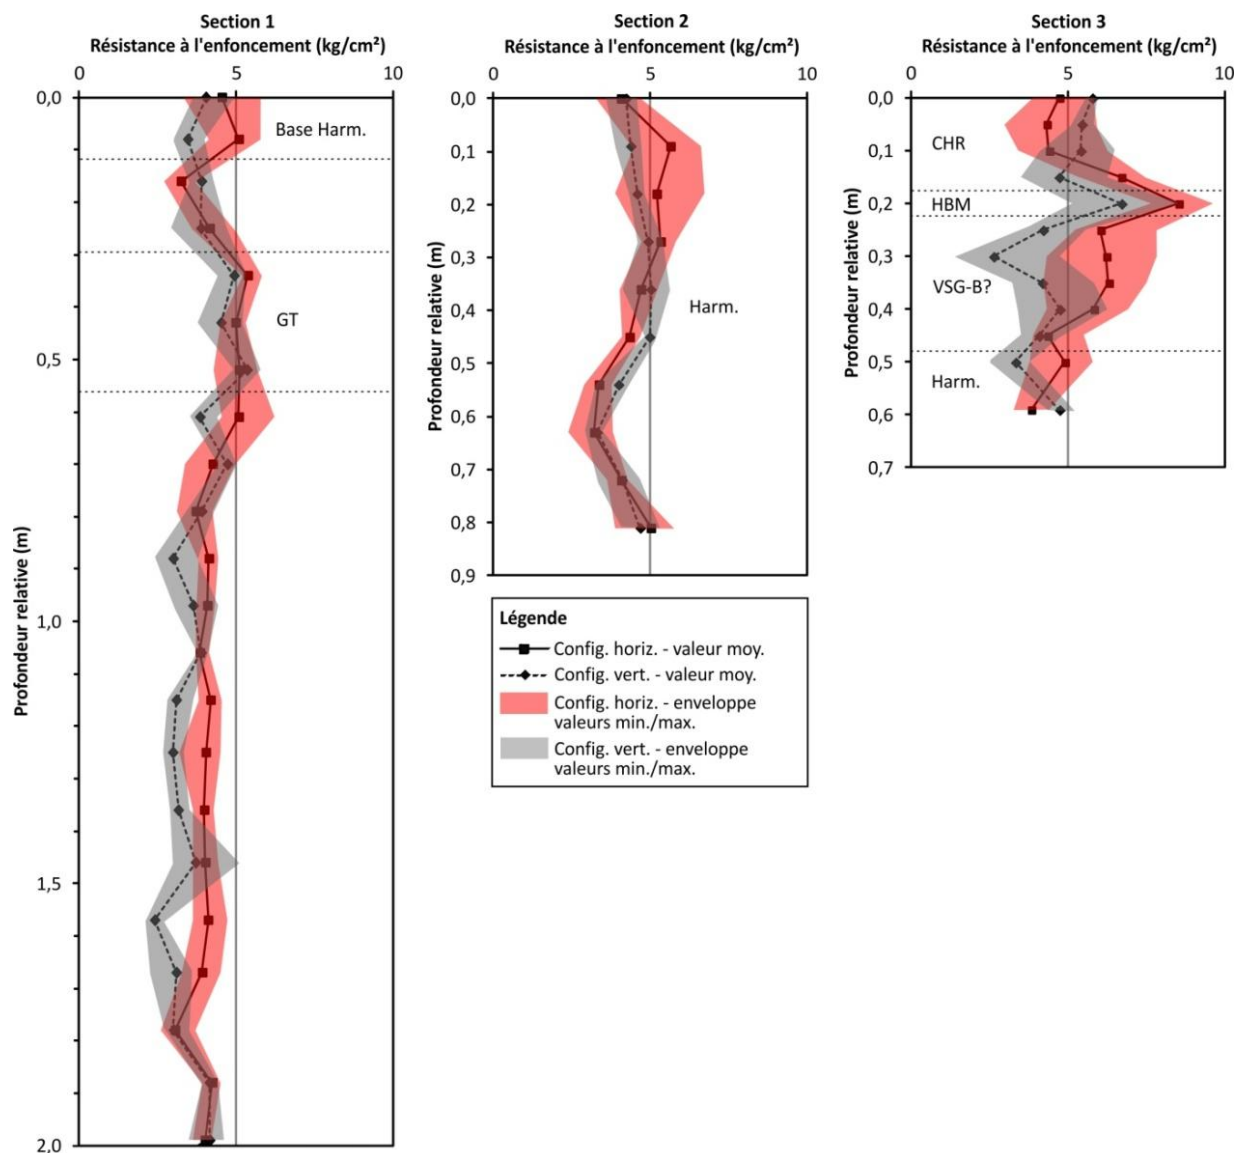 Section 1
Résistance à l'enfoncement (kg/cm²)
0 5 10
0,0
0,5
1,0
1,5
2,0
Profondeur relative (m)
Base Harm.
GT
Section 2
Résistance à l'enfoncement (kg/cm²)
0 5 10
0,0
0,1
0,2
0,3
0,4
0,5
0,6
0,7
0,8
0,9
Profondeur relative (m)
Harm.
Légende
Config. horiz. - valeur moy.
Config. vert. - valeur moy.
Config. horiz. - enveloppe
valeurs min./max.
Config. vert. - enveloppe
valeurs min./max.
Section 3
Résistance à l'enfoncement (kg/cm²)
0 5 10
0,0
0,1
0,2
0,3
0,4
0,5
0,6
0,7
Profondeur relative (m)
CHR
HBM
VSG-B?
Harm.